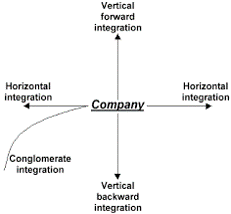 Vertical
forward
integration
Horizontal
integration
Horizontal
integration
Company
Conglomerate
integration
Vertical
backward
integration